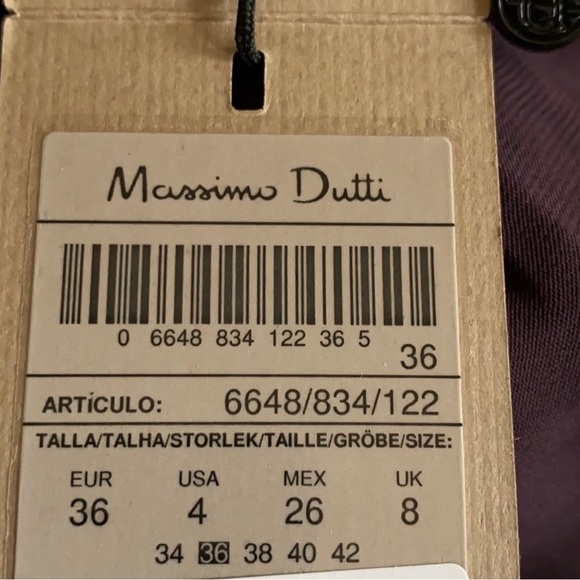 Massimo Dutti
0 6648 834 122 36 5
36
ARTíCULO: 6648/834/122
TALLA/TALHA/STORLEK/TAILLE/GRÖBE/SIZE:
EUR USA MEX UK
36 4 26 8
34 36 38 40 42